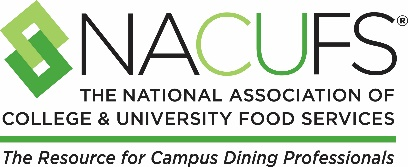 NACUFS®
THE NATIONAL ASSOCIATION OF
COLLEGE & UNIVERSITY FOOD SERVICES
The Resource for Campus Dining Professionals